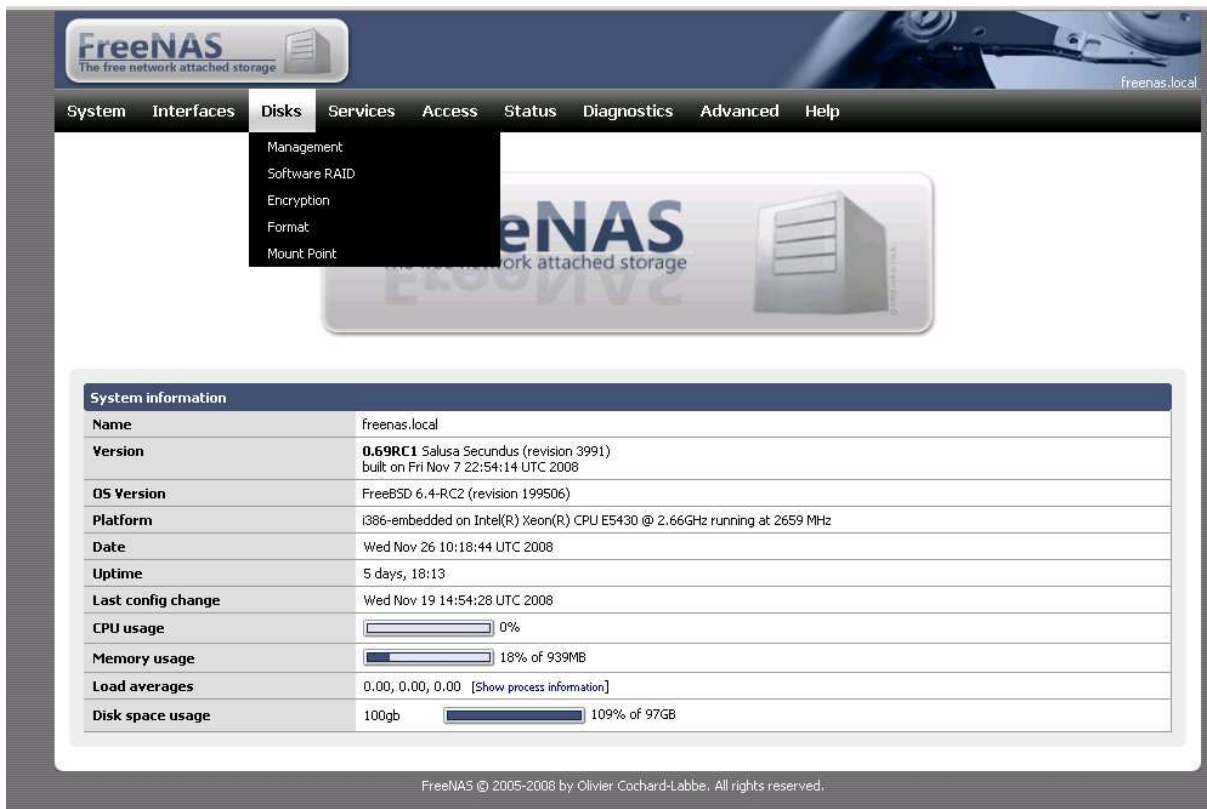 FreeNAS
The free network attached storage
freenas.local
System Interfaces Disks Services Access Status Diagnostics Advanced Help
Management
Software RAID
Encryption
Format
Mount Point
eNAS
ork attached storage
System information
Name freenas.local
Version 0.69RC1 Salusa Secundus (revision 3991)
built on Fri Nov 7 22:54:14 UTC 2008
OS Version FreeBSD 6.4-RC2 (revision 199506)
Platform i386-embedded on Intel(R) Xeon(R) CPU E5430 @ 2.66GHz running at 2659 MHz
Date Wed Nov 26 10:18:44 UTC 2008
Uptime 5 days, 18:13
Last config change Wed Nov 19 14:54:28 UTC 2008
CPU usage 0%
Memory usage 18% of 939MB
Load averages 0.00, 0.00, 0.00 [Show process information]
Disk space usage 100gb 109% of 97GB
FreeNAS © 2005-2008 by Olivier Cochard-Labbe. All rights reserved.